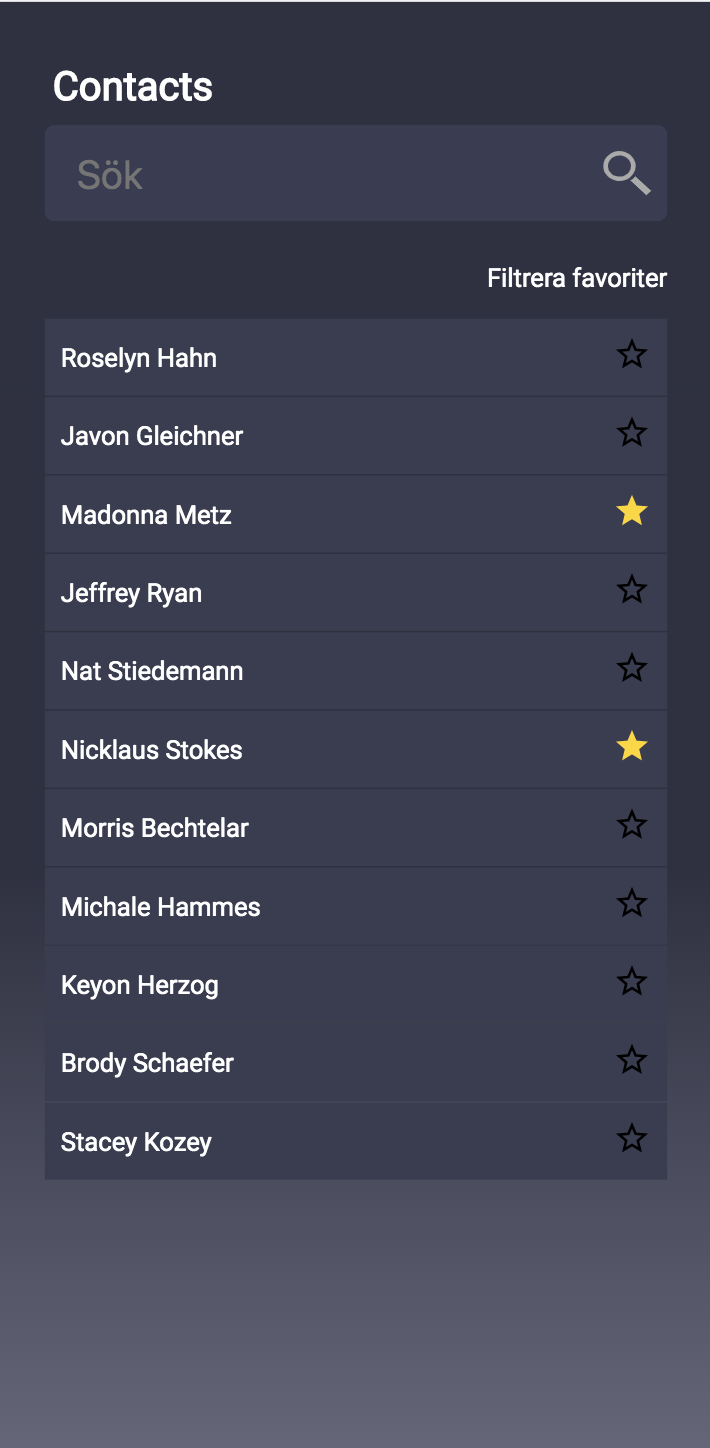 Contacts
Sök
Filtrera favoriter
Roselyn Hahn
Javon Gleichner
Madonna Metz
Jeffrey Ryan
Nat Stiedemann
Nicklaus Stokes
Morris Bechtelar
Michale Hammes
Keyon Herzog
Brody Schaefer
Stacey Kozey